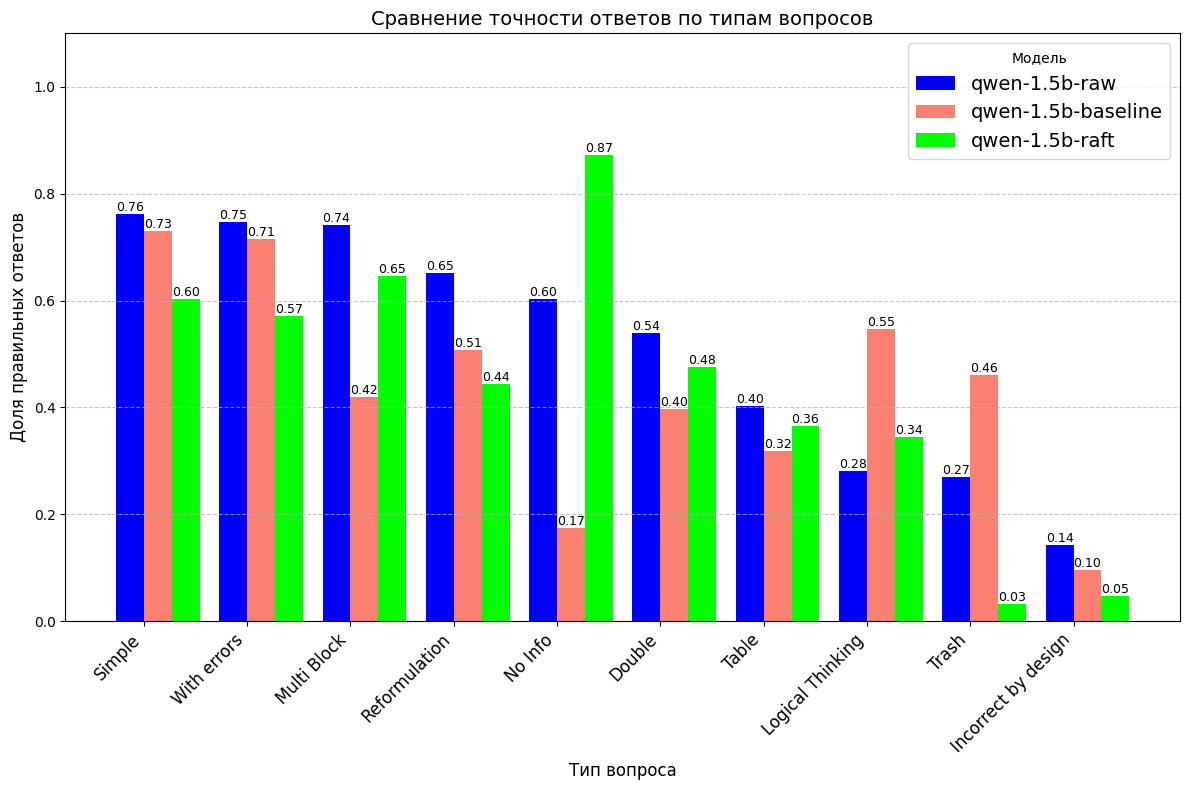 Сравнение точности ответов по типам вопросов
Модель
qwen-1.5b-raw
qwen-1.5b-baseline
qwen-1.5b-raft
Доля правильных ответов
1.0
0.8
0.6
0.4
0.2
0.0
0.76 0.73 0.60
0.75 0.71 0.57
0.74 0.42 0.65
0.65 0.51 0.44
0.60 0.17 0.87
0.54 0.40 0.48
0.40 0.32 0.36
0.28 0.55 0.34
0.27 0.46 0.03
0.14 0.10 0.05
Simple
With errors
Multi Block
Reformulation
No Info
Double
Table
Logical Thinking
Trash
Incorrect by design
Тип вопроса